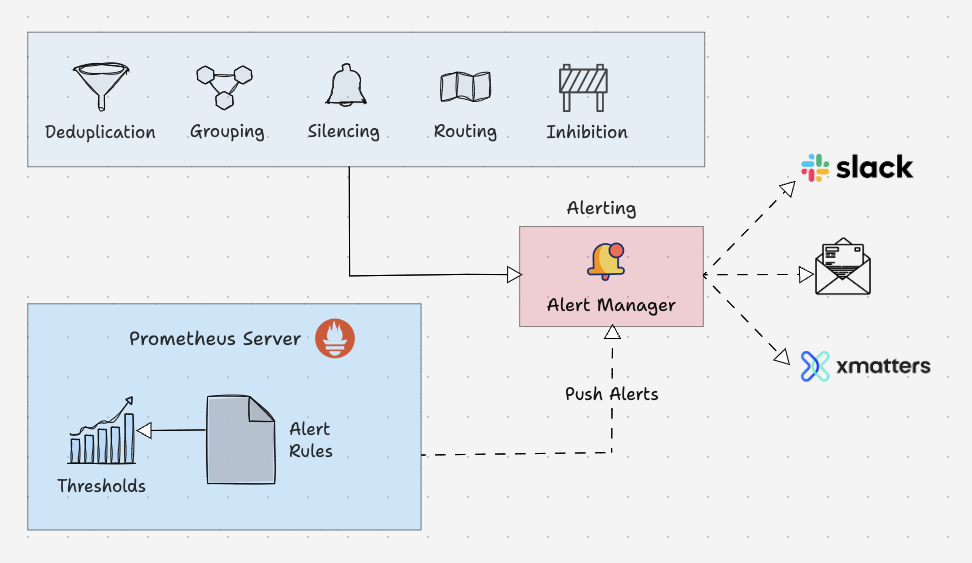 Deduplication
Grouping
Silencing
Routing
Inhibition
slack
Alerting
Alert Manager
xmatters
Prometheus Server
Push Alerts
Alert
Rules
Thresholds